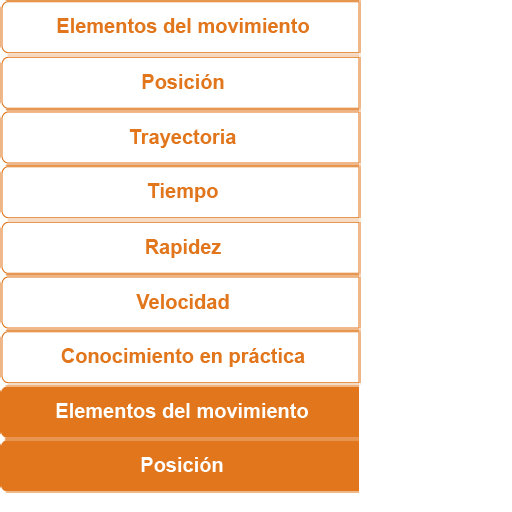 Elementos del movimiento
Posición
Trayectoria
Tiempo
Rapidez
Velocidad
Conocimiento en práctica
Elementos del movimiento
Posición